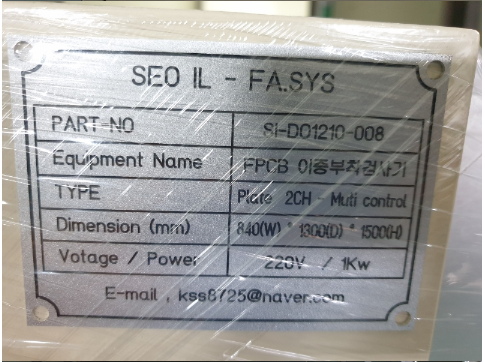 SEO IL - FA.SYS
PART-NO SI-DO1210-008
Equipment Name FPCB 이중부착검사기
TYPE Plate 2CH - Muti control
Dimension (mm) 840(W) * 1300(D) * 1500(H)
Votage / Power 220V / 1Kw
E-mail , kss8725@naver.com